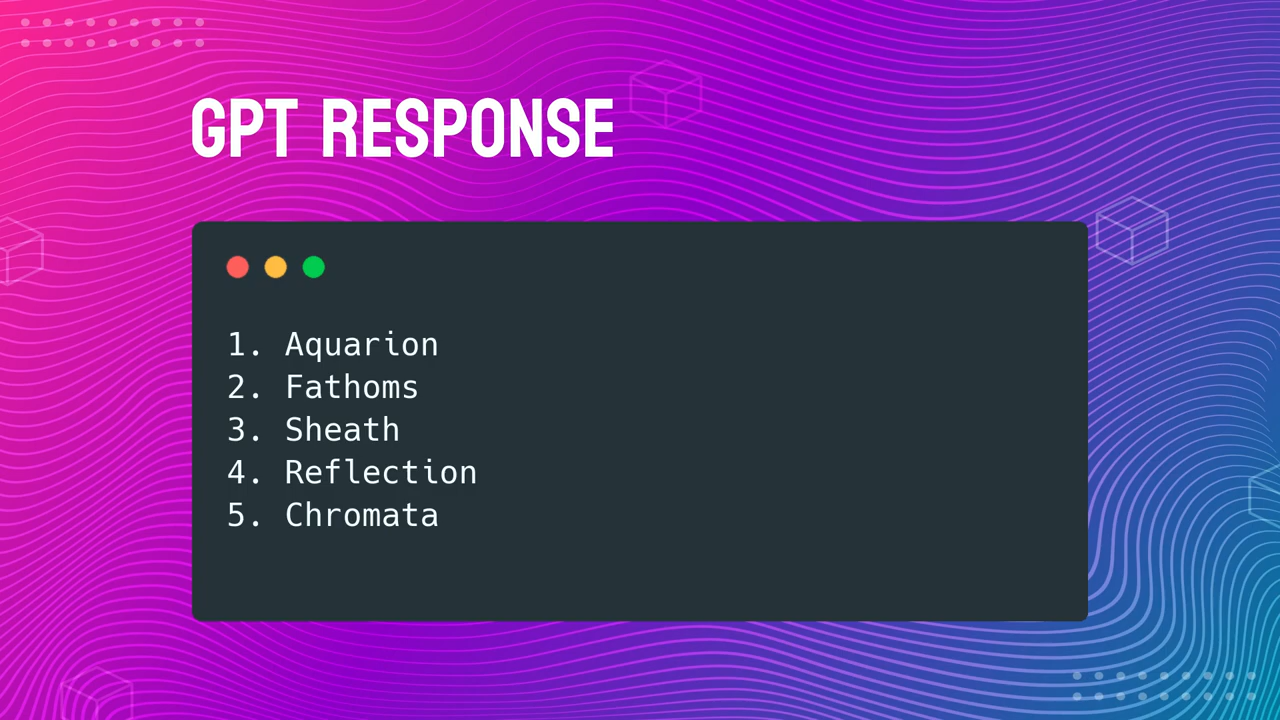 GPT RESPONSE
1. Aquarion
2. Fathoms
3. Sheath
4. Reflection
5. Chromata